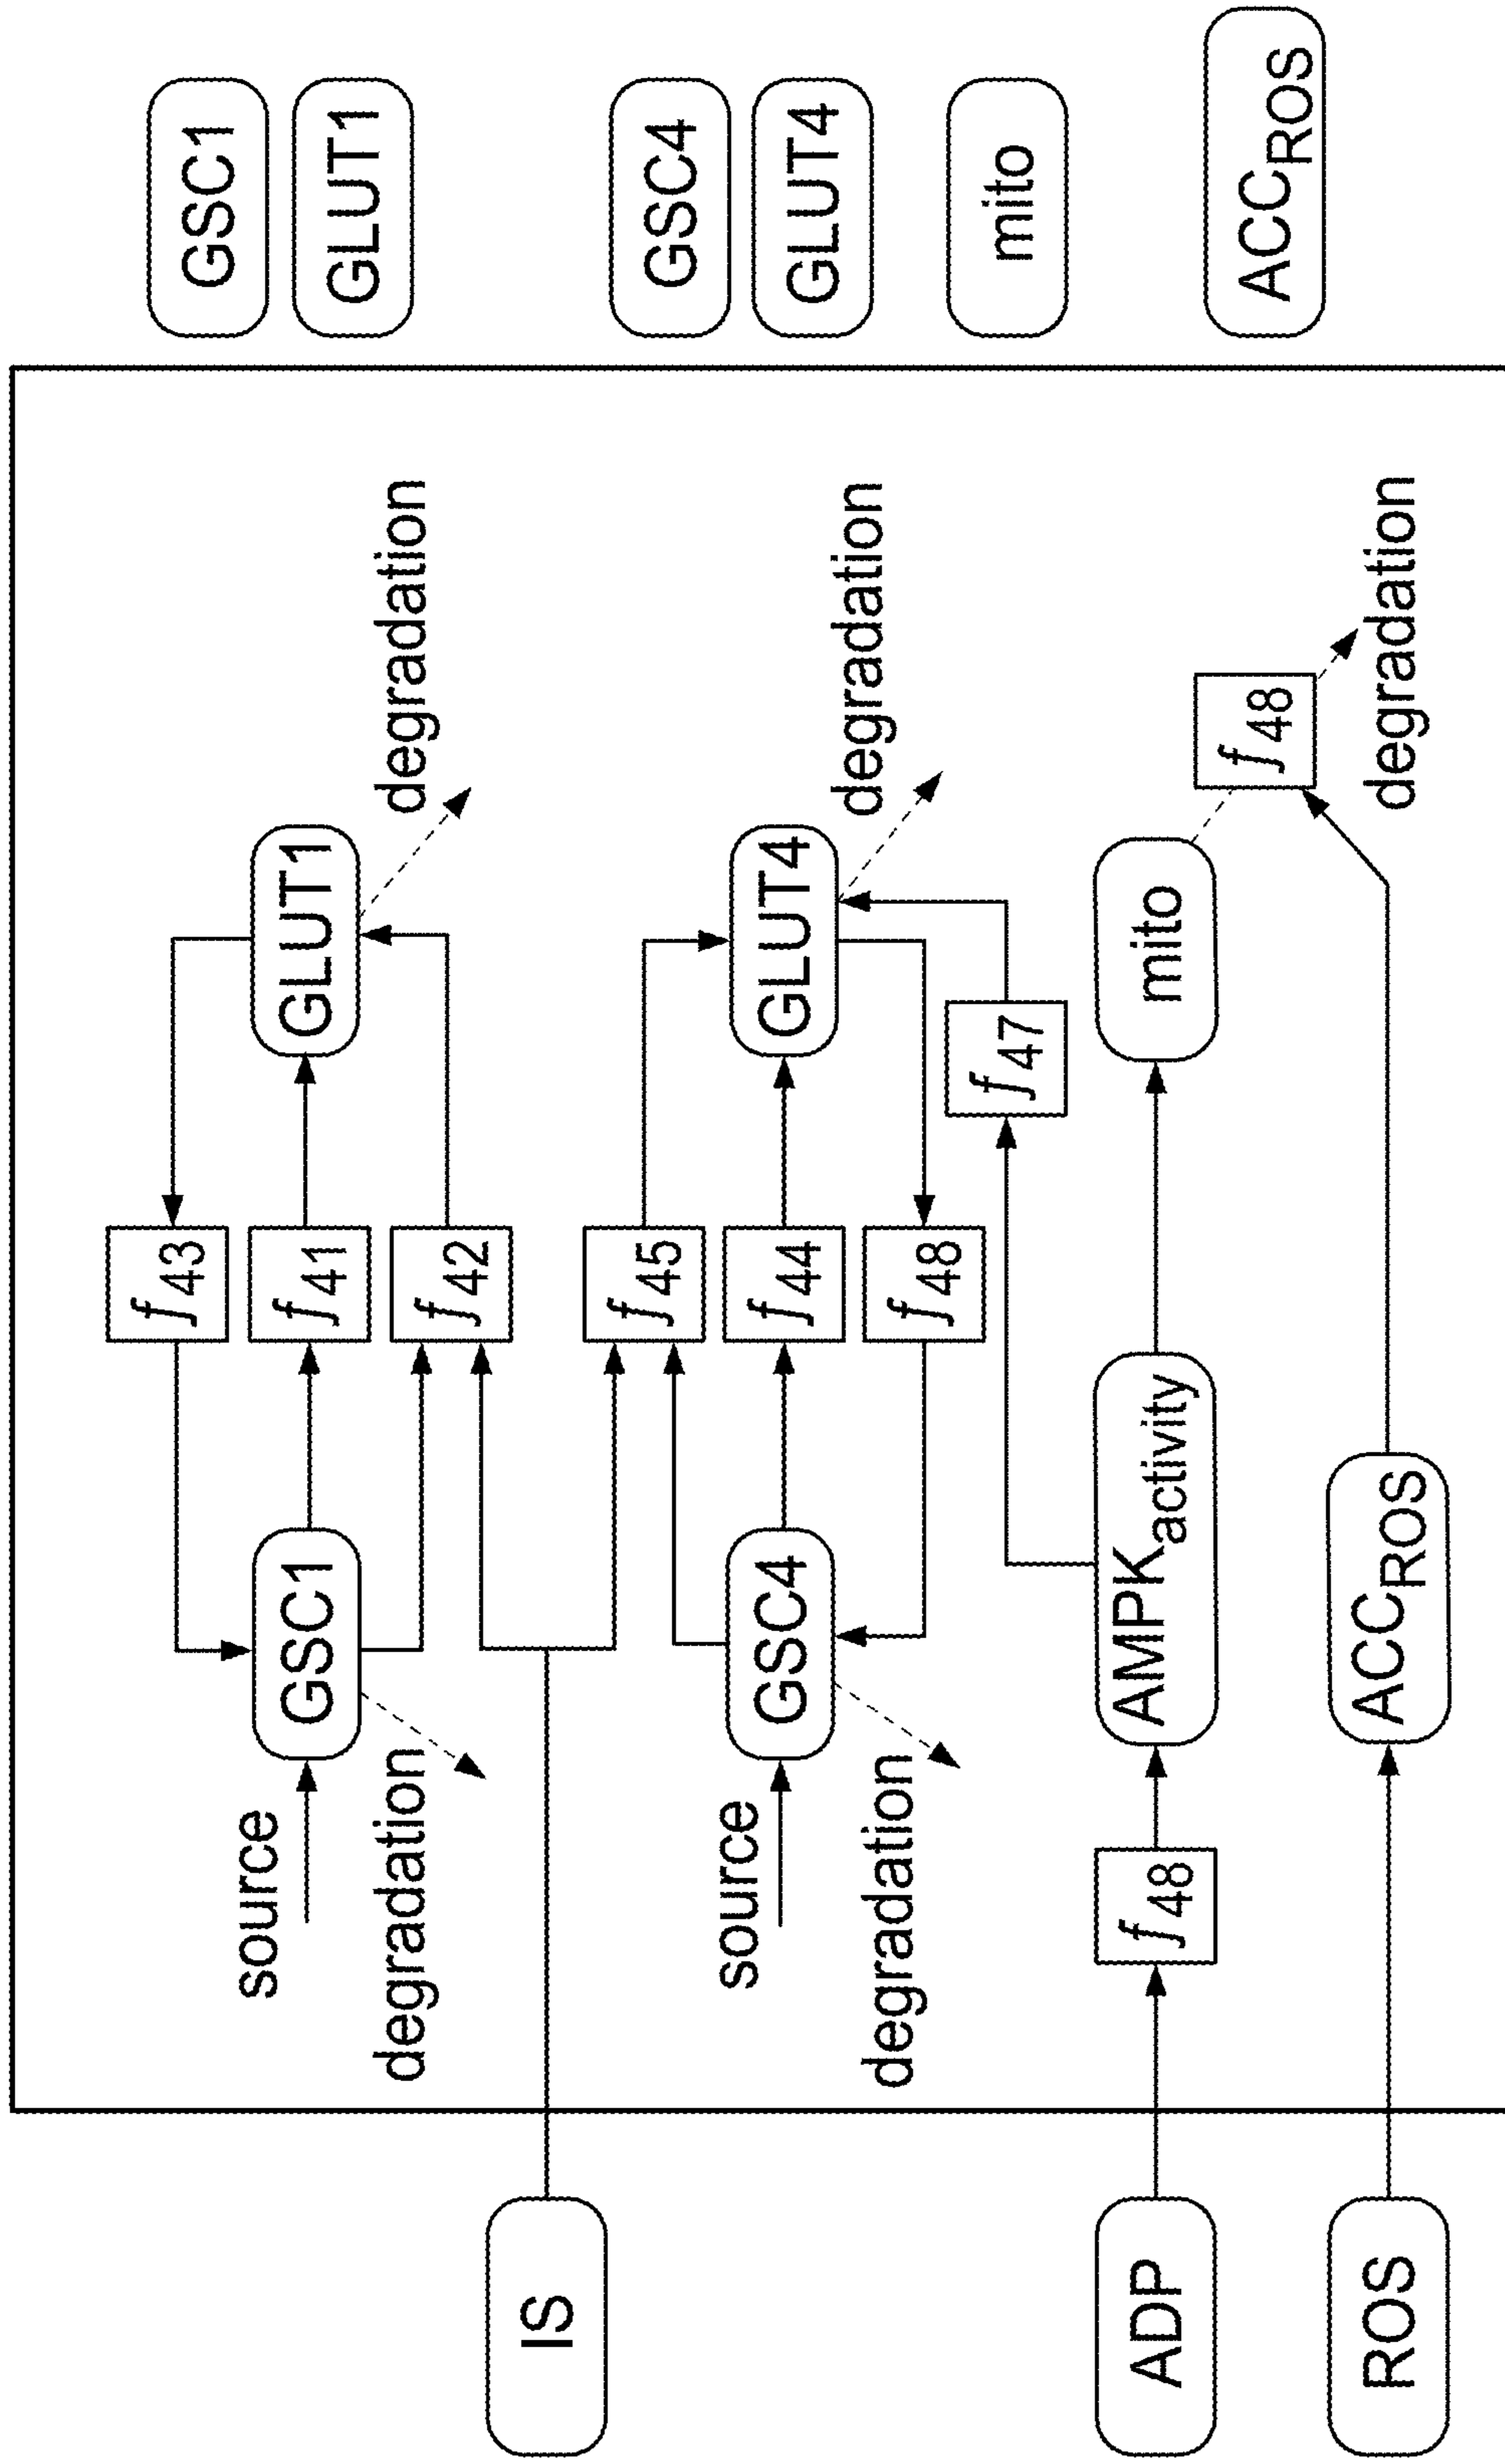 IS
ADP
ROS
source
degradation
GSC1
f43
f41
f42
GLUT1
degradation
source
degradation
GSC4
f45
f44
f48
GLUT4
degradation
f47
f48
AMPKactivity
mito
f48
degradation
ACCROS
GSC1
GLUT1
GSC4
GLUT4
mito
ACCROS